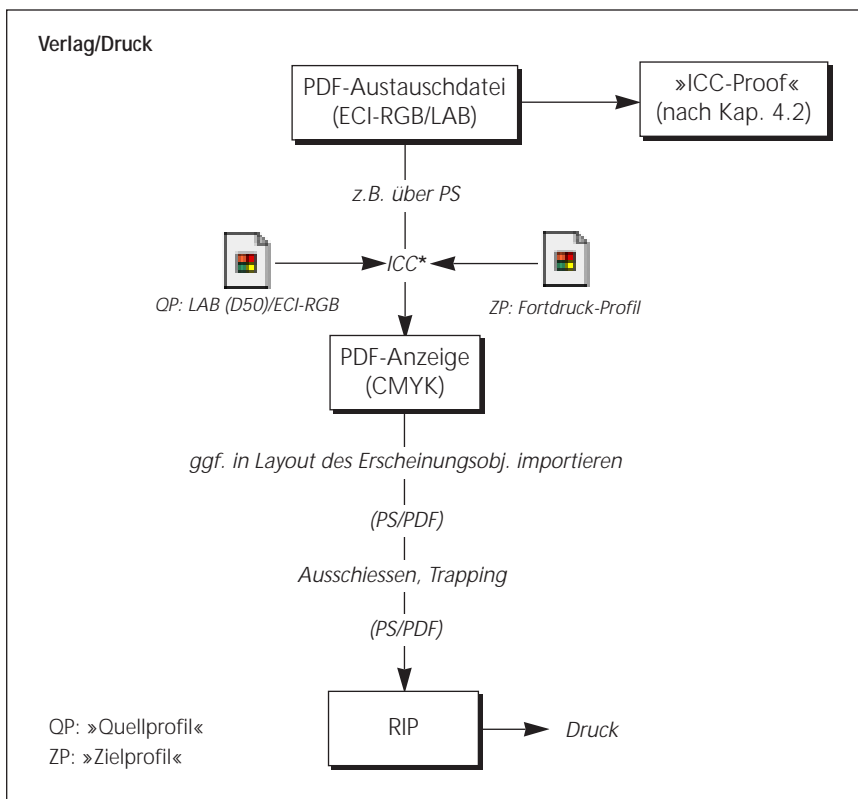 Verlag/Druck
PDF-Austauschdatei
(ECI-RGB/LAB)
»ICC-Proof«
(nach Kap. 4.2)
z.B. über PS
ICC*
QP: LAB (D50)/ECI-RGB
ZP: Fortdruck-Profil
PDF-Anzeige
(CMYK)
ggf. in Layout des Erscheinungsobj. importieren
(PS/PDF)
Ausschiessen, Trapping
(PS/PDF)
RIP
Druck
QP: »Quellprofil«
ZP: »Zielprofil«